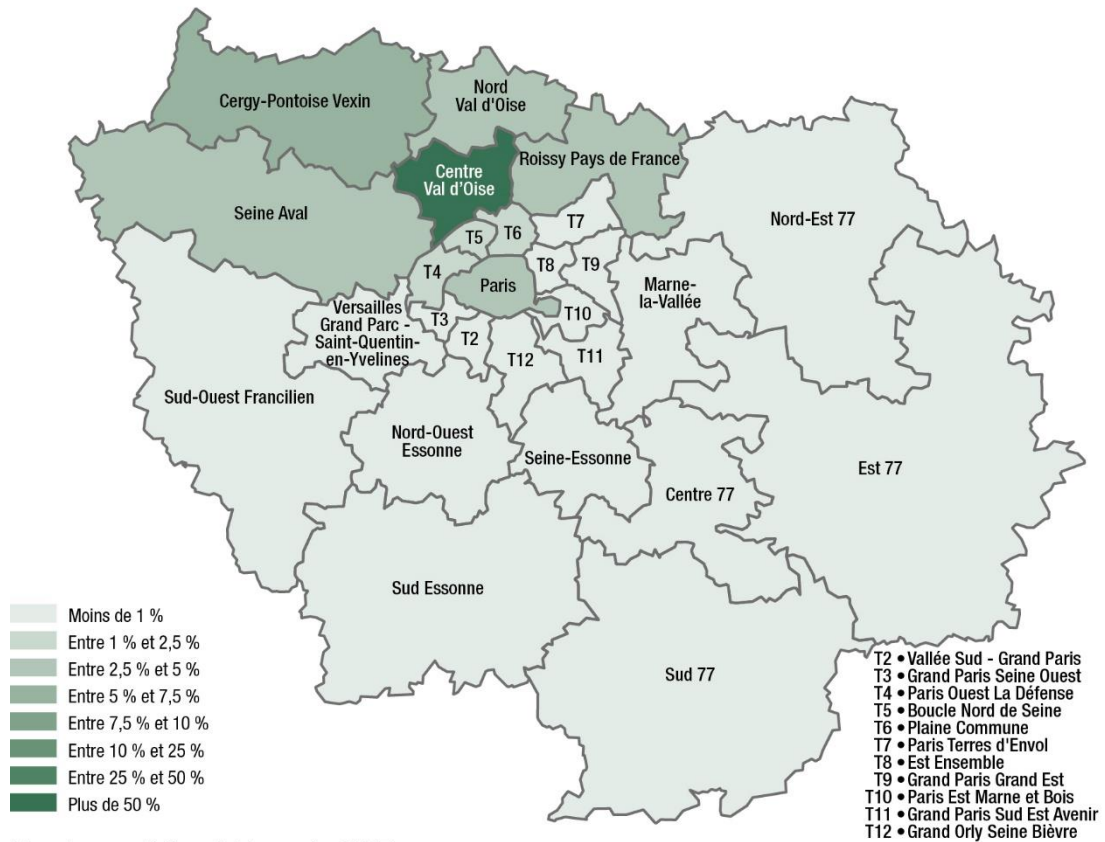 Cergy-Pontoise Vexin
Nord
Val d'Oise
Centre
Val d'Oise
Roissy Pays de France
Seine Aval
Nord-Est 77
T7
T6
T5
T4
T8
T9
Paris
Marne-
la-Vallée
Versailles
Grand Parc -
Saint-Quentin-
en-Yvelines
T3
T2
T10
T12
T11
Sud-Ouest Francilien
Nord-Ouest
Essonne
Seine-Essonne
Centre 77
Est 77
Sud Essonne
Sud 77
Moins de 1 %
Entre 1 % et 2,5 %
Entre 2,5 % et 5 %
Entre 5 % et 7,5 %
Entre 7,5 % et 10 %
Entre 10 % et 25 %
Entre 25 % et 50 %
Plus de 50 %
T2 • Vallée Sud - Grand Paris
T3 • Grand Paris Seine Ouest
T4 • Paris Ouest La Défense
T5 • Boucle Nord de Seine
T6 • Plaine Commune
T7 • Paris Terres d'Envol
T8 • Est Ensemble
T9 • Grand Paris Grand Est
T10 • Paris Est Marne et Bois
T11 • Grand Paris Sud Est Avenir
T12 • Grand Orly Seine Bièvre